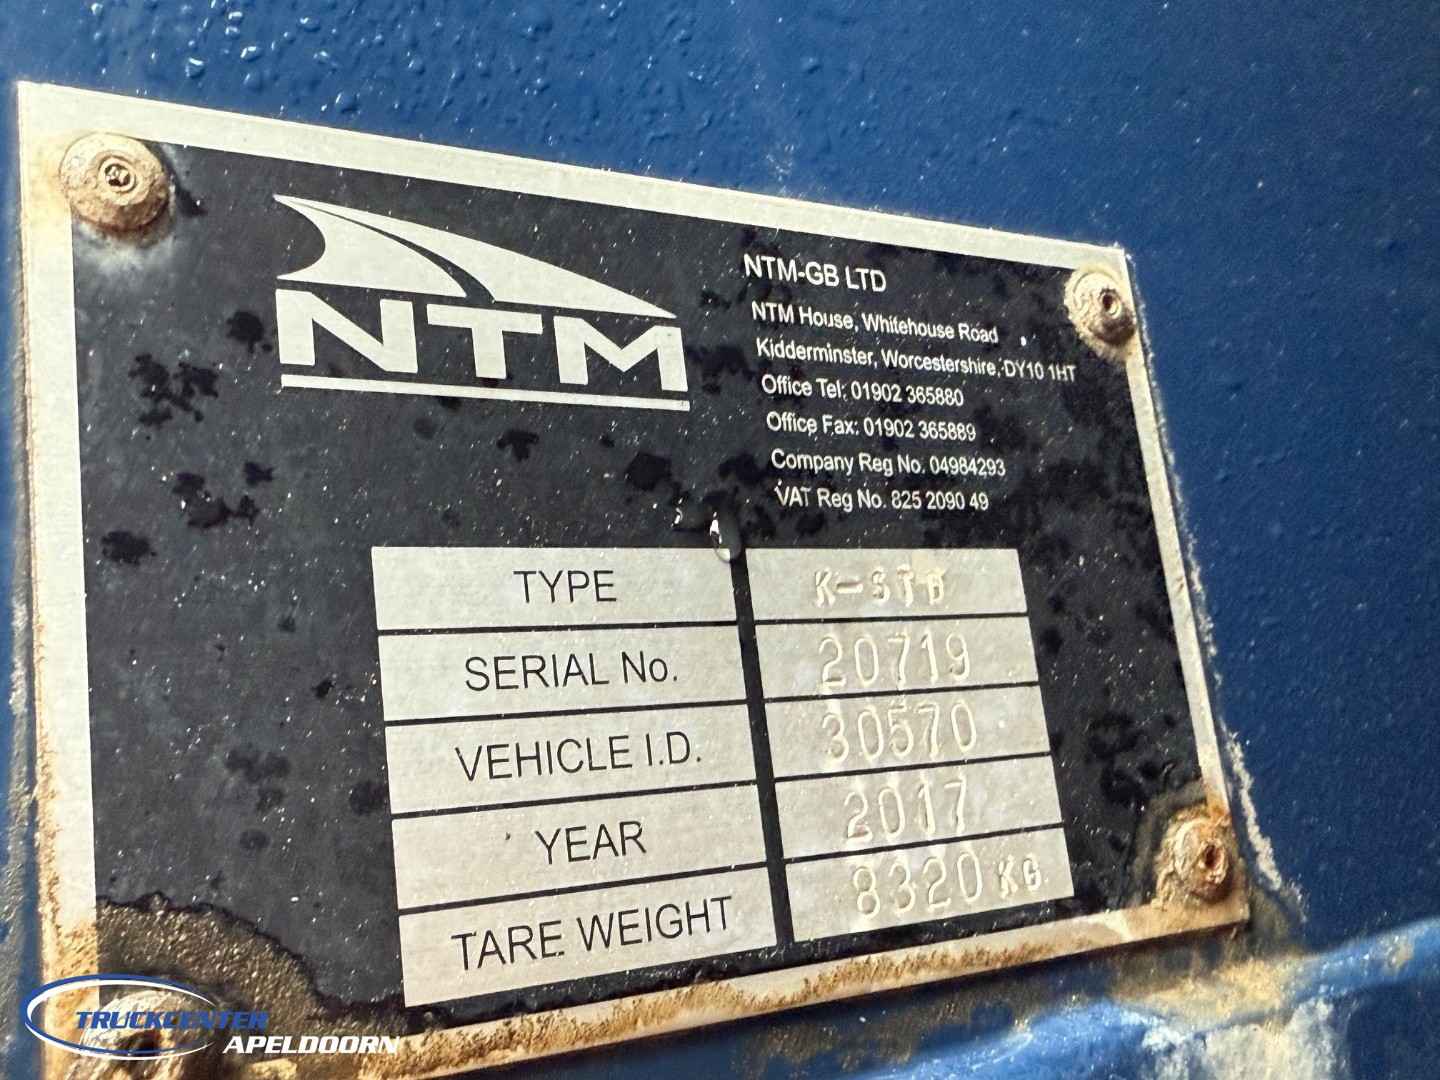 NTM
NTM-GB LTD
NTM House, Whitehouse Road
Kidderminster, Worcestershire, DY10 1HT
Office Tel: 01902 365880
Office Fax: 01902 365889
Company Reg No. 04984293
VAT Reg No. 825 2090 49
TYPE K-STB
SERIAL No. 20719
VEHICLE I.D. 30570
YEAR 2017
TARE WEIGHT 8320 KG
TRUCKCENTER
APELDOORN